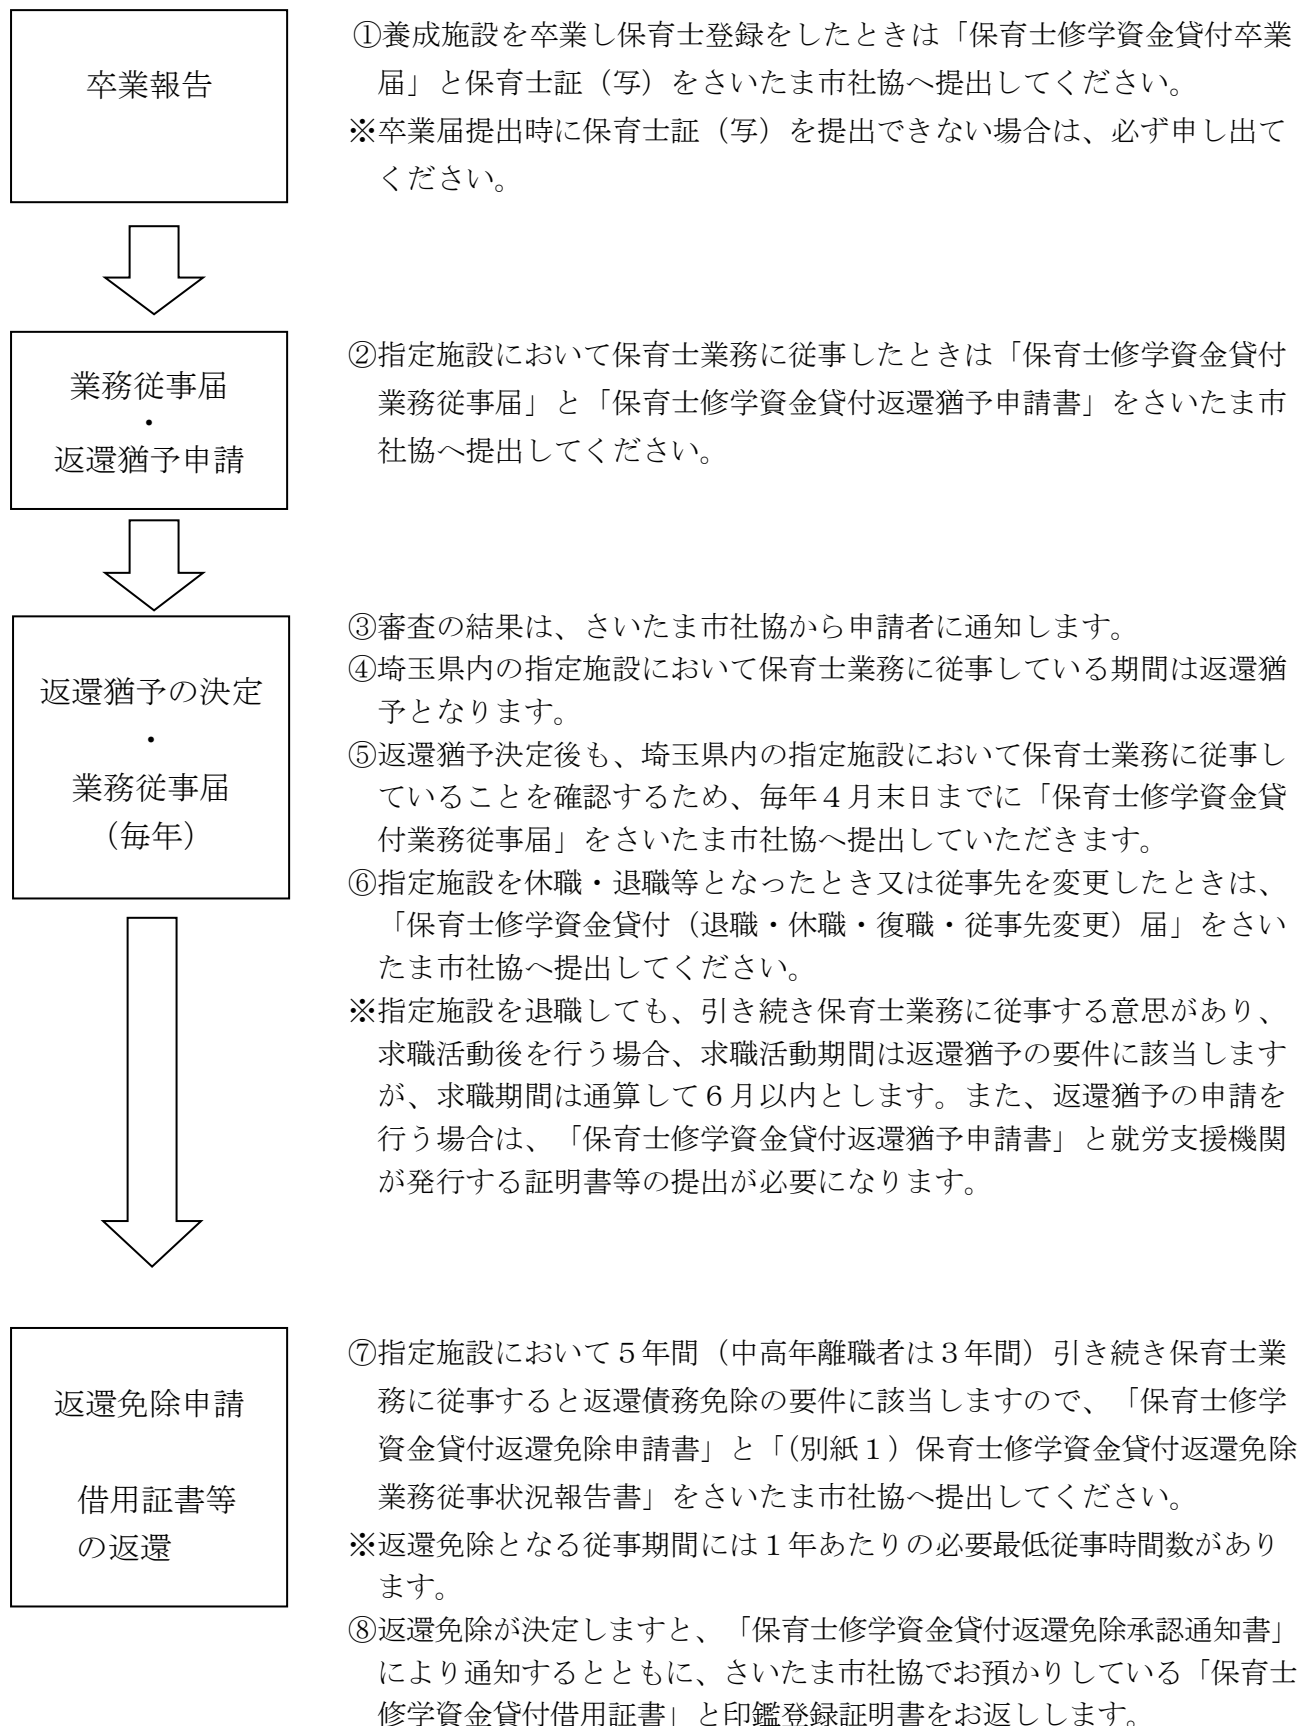 卒業報告
①養成施設を卒業し保育士登録をしたときは「保育士修学資金貸付卒業
届」と保育士証（写）をさいたま市社協へ提出してください。
※卒業届提出時に保育士証（写）を提出できない場合は、必ず申し出て
ください。
業務従事届
・
返還猶予申請
②指定施設において保育士業務に従事したときは「保育士修学資金貸付
業務従事届」と「保育士修学資金貸付返還猶予申請書」をさいたま市
社協へ提出してください。
返還猶予の決定
・
業務従事届
（毎年）
③審査の結果は、さいたま市社協から申請者に通知します。
④埼玉県内の指定施設において保育士業務に従事している期間は返還猶
予となります。
⑤返還猶予決定後も、埼玉県内の指定施設において保育士業務に従事し
ていることを確認するため、毎年４月末日までに「保育士修学資金貸
付業務従事届」をさいたま市社協へ提出していただきます。
⑥指定施設を休職・退職等となったとき又は従事先を変更したときは、
「保育士修学資金貸付（退職・休職・復職・従事先変更）届」をさい
たま市社協へ提出してください。
※指定施設を退職しても、引き続き保育士業務に従事する意思があり、
求職活動後を行う場合、求職活動期間は返還猶予の要件に該当します
が、求職期間は通算して６月以内とします。また、返還猶予の申請を
行う場合は、「保育士修学資金貸付返還猶予申請書」と就労支援機関
が発行する証明書等の提出が必要になります。
返還免除申請
借用証書等
の返還
⑦指定施設において５年間（中高年離職者は３年間）引き続き保育士業
務に従事すると返還債務免除の要件に該当しますので、「保育士修学
資金貸付返還免除申請書」と「(別紙１）保育士修学資金貸付返還免除
業務従事状況報告書」をさいたま市社協へ提出してください。
※返還免除となる従事期間には１年あたりの必要最低従事時間数があり
ます。
⑧返還免除が決定しますと、「保育士修学資金貸付返還免除承認通知書」
により通知するとともに、さいたま市社協でお預かりしている「保育士
修学資金貸付借用証書」と印鑑登録証明書をお返しします。